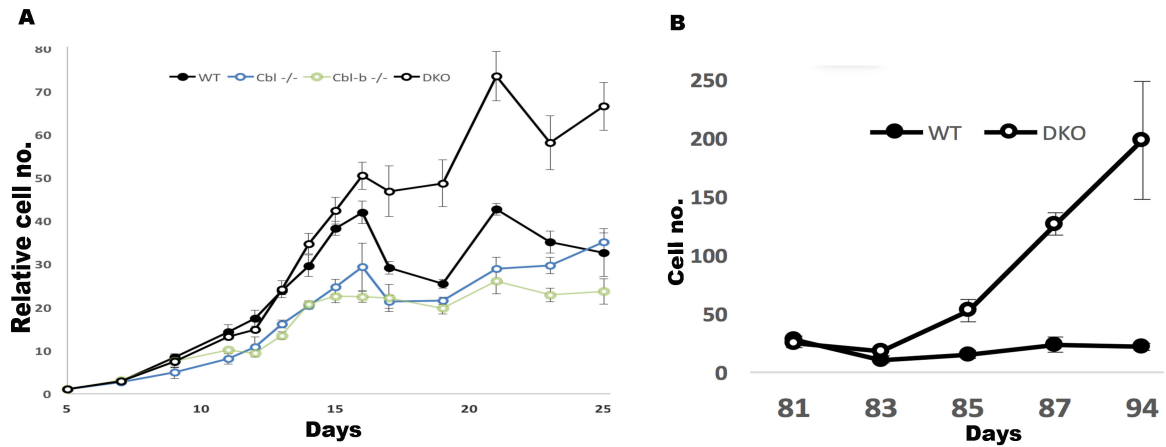 A
Relative cell no.
80
70
60
50
40
30
20
10
0
WT Cbl -/- Cbl-b -/- DKO
5 10 15 20 25
Days
B
Cell no.
250
200
150
100
50
0
WT DKO
81 83 85 87 94
Days